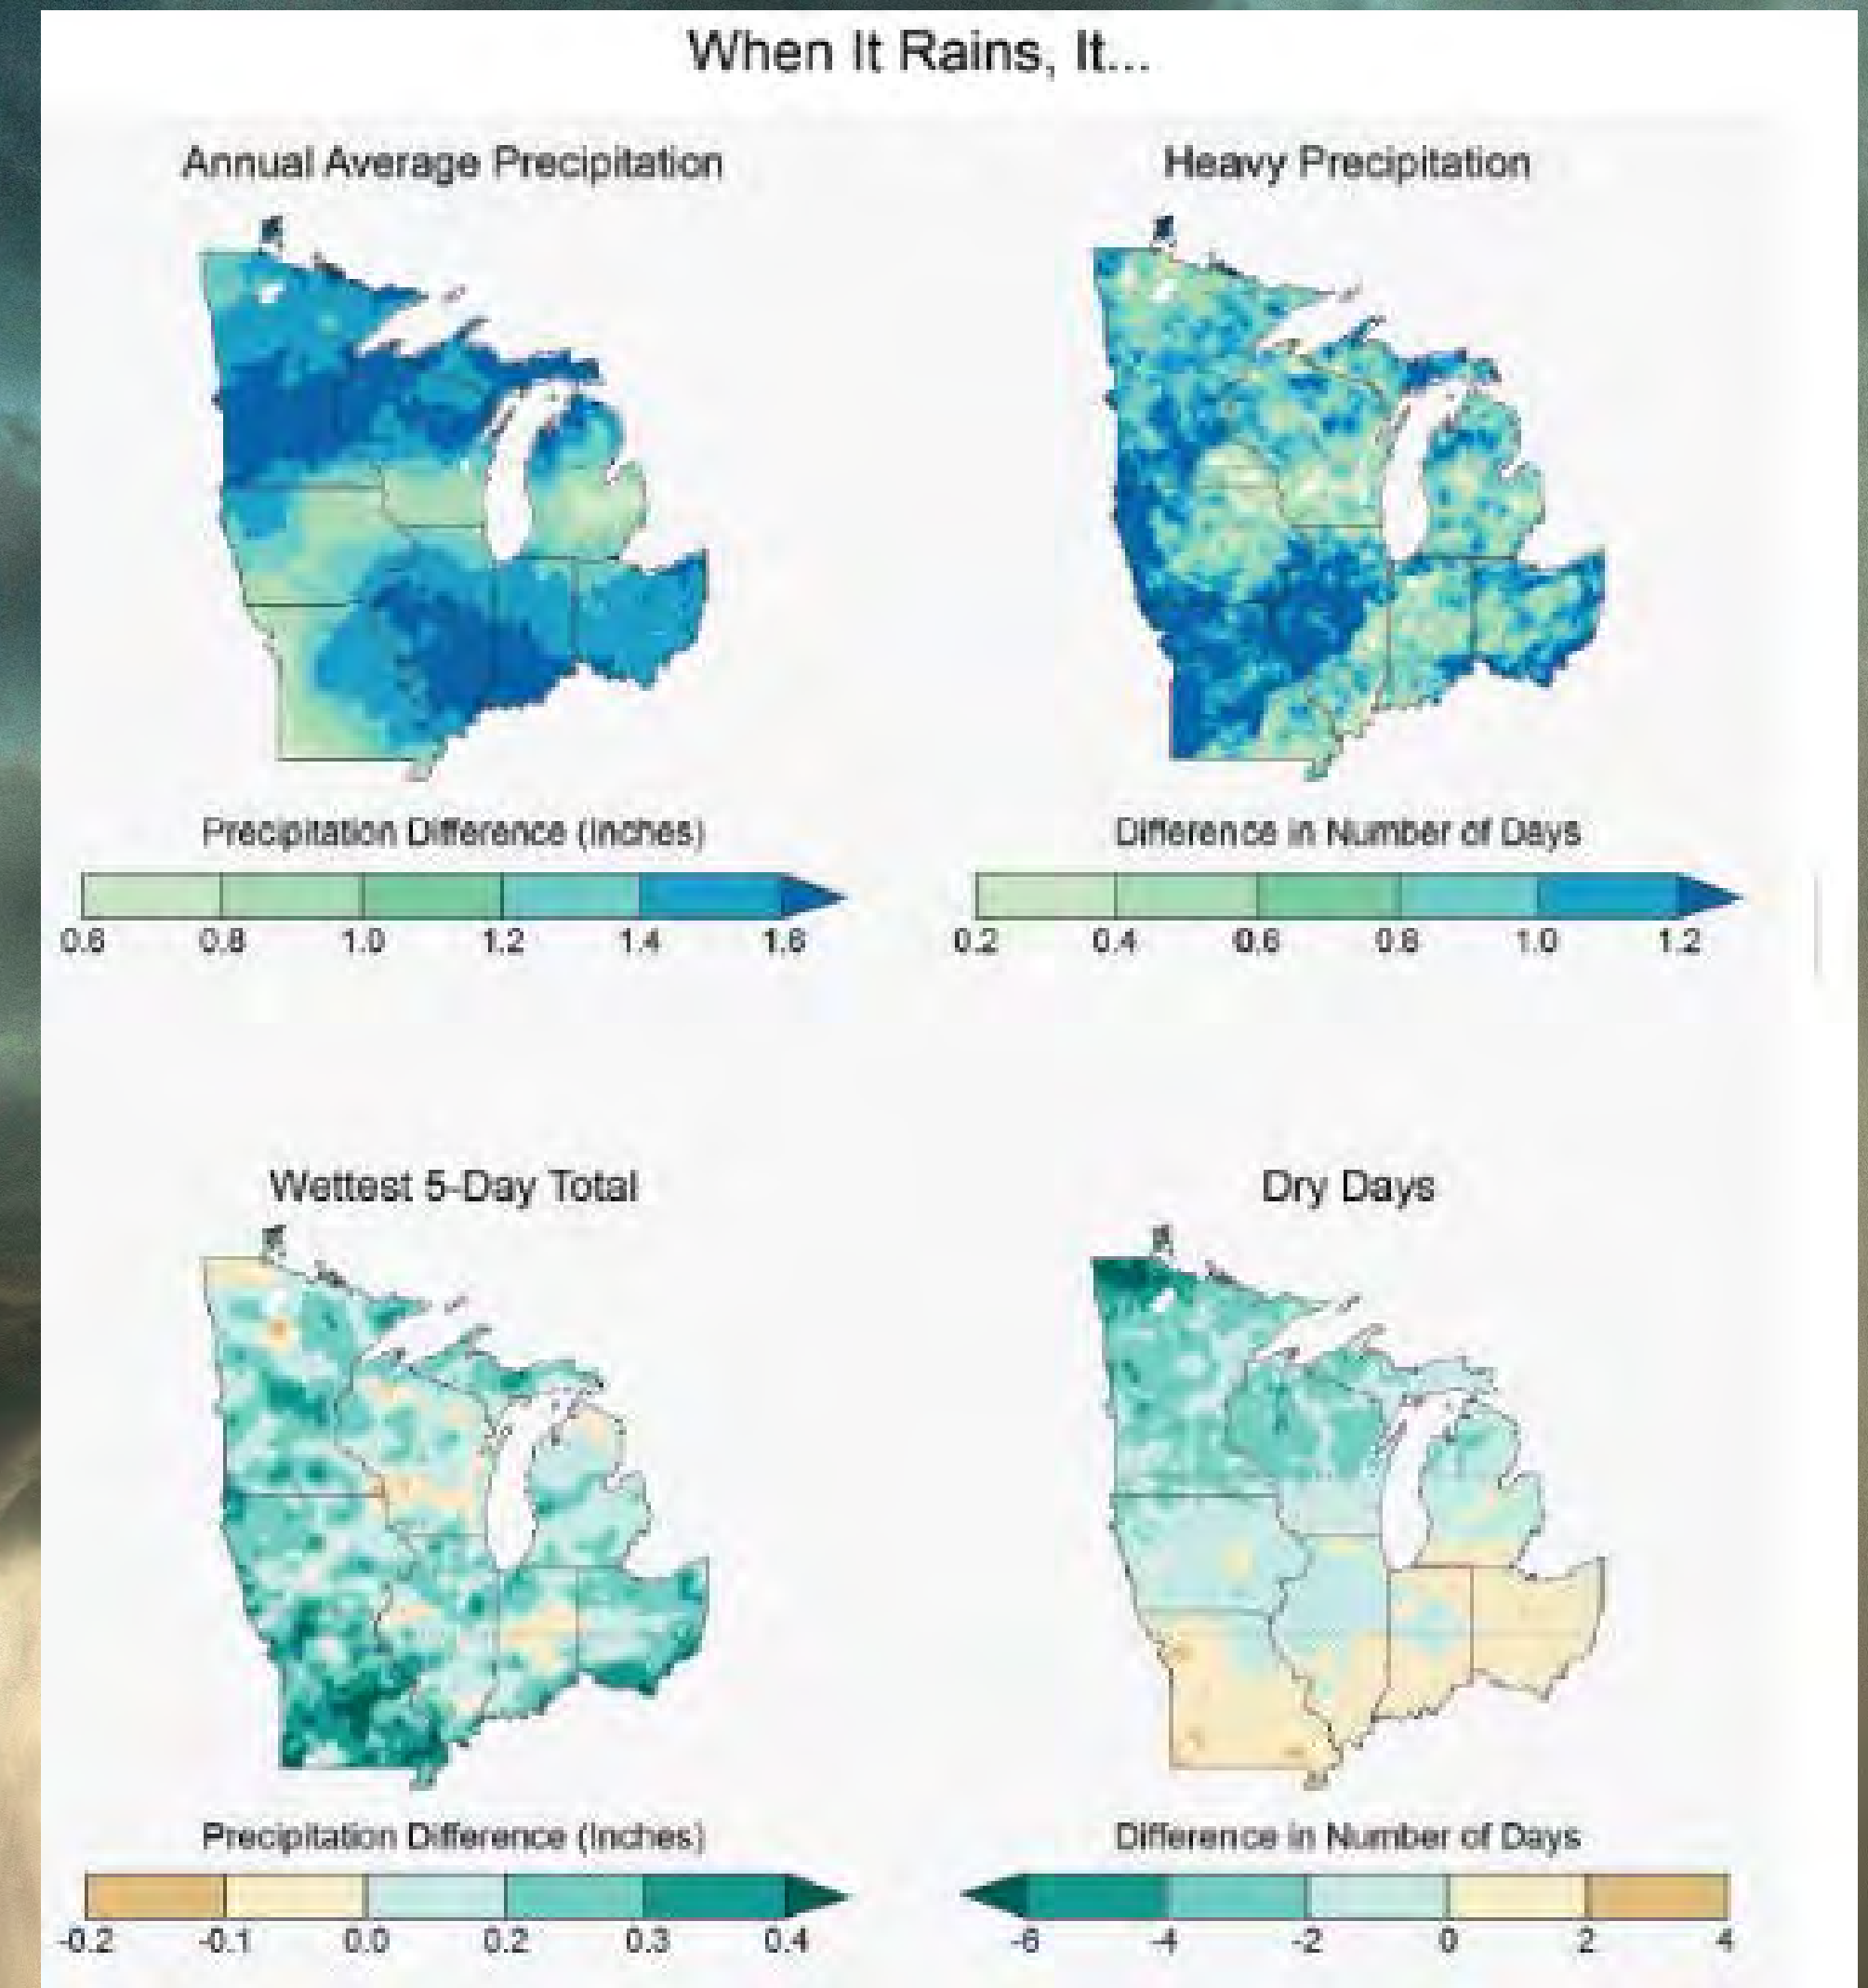 When It Rains, It...
Annual Average Precipitation
Heavy Precipitation
Precipitation Difference (Inches)
0.6 0.8 1.0 1.2 1.4 1.6
Difference in Number of Days
0.2 0.4 0.6 0.8 1.0 1.2
Wettest 5-Day Total
Dry Days
Precipitation Difference (Inches)
-0.2 -0.1 0.0 0.2 0.3 0.4
Difference in Number of Days
-6 -4 -2 0 2 4